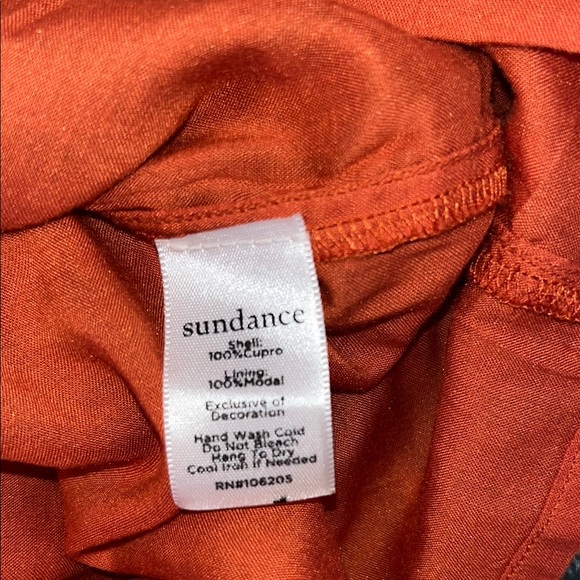 sundance
Shell:
100%Cupro
Lining:
100%Modal
Exclusive of
Decoration
Hand Wash Cold
Do Not Bleach
Hang To Dry
Cool Iron If Needed
RN#106205